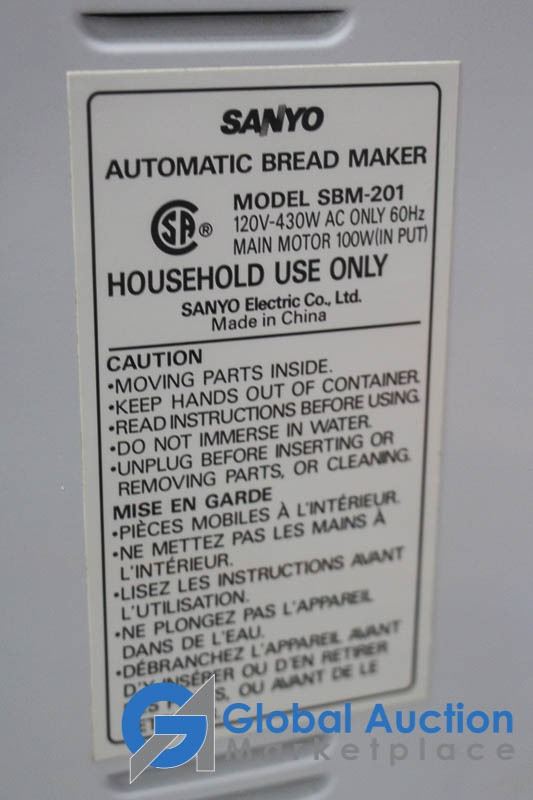 SANYO
AUTOMATIC BREAD MAKER
SA ®
MODEL SBM-201
120V-430W AC ONLY 60Hz
MAIN MOTOR 100W(IN PUT)
HOUSEHOLD USE ONLY
SANYO Electric Co., Ltd.
Made in China
CAUTION
•MOVING PARTS INSIDE.
•KEEP HANDS OUT OF CONTAINER.
•READ INSTRUCTIONS BEFORE USING.
•DO NOT IMMERSE IN WATER.
•UNPLUG BEFORE INSERTING OR
REMOVING PARTS, OR CLEANING.
MISE EN GARDE
•PIÈCES MOBILES À L'INTÉRIEUR.
•NE METTEZ PAS LES MAINS À
L'INTÉRIEUR.
•LISEZ LES INSTRUCTIONS AVANT
L'UTILISATION.
•NE PLONGEZ PAS L'APPAREIL
DANS DE L'EAU.
•DÉBRANCHEZ L'APPAREIL AVANT
D'Y INSÉRER OU D'EN RETIRER
OU AVANT DE LE
Global Auction
Marketplace